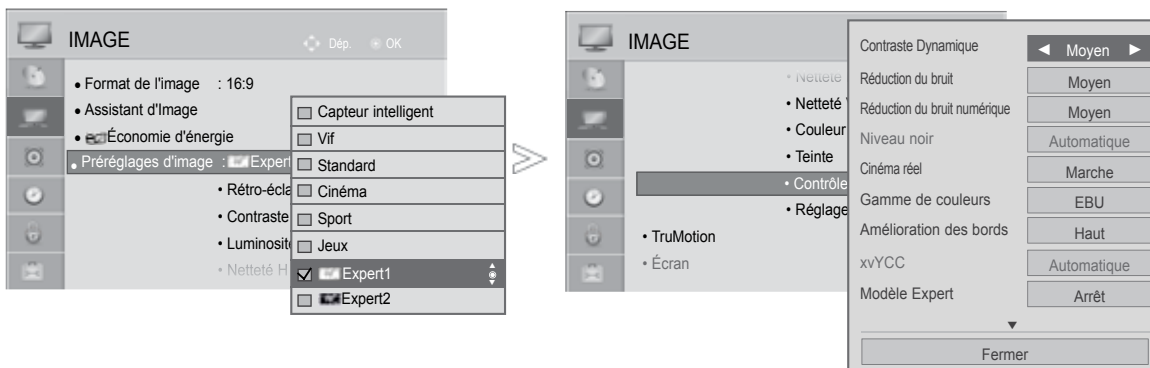 IMAGE
Dép. OK
• Format de l'image : 16:9
• Assistant d'Image
• Économie d'énergie
• Préréglages d'image : Expert
• Rétro-écla
• Contraste
• Luminosité
• Netteté H
Capteur intelligent
Vif
Standard
Cinéma
Sport
Jeux
Expert1
Expert2
IMAGE
• Netteté
• Netteté
• Couleur
• Teinte
• Contrôle
• Réglage
• TruMotion
• Écran
Contraste Dynamique ◄ Moyen ►
Réduction du bruit Moyen
Réduction du bruit numérique Moyen
Niveau noir Automatique
Cinéma réel Marche
Gamme de couleurs EBU
Amélioration des bords Haut
xvYCC Automatique
Modèle Expert Arrêt
▼
Fermer